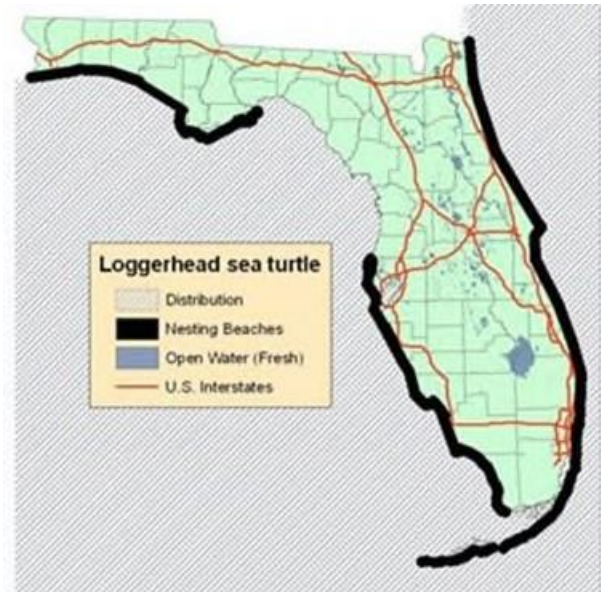 Loggerhead sea turtle
Distribution
Nesting Beaches
Open Water (Fresh)
U.S. Interstates